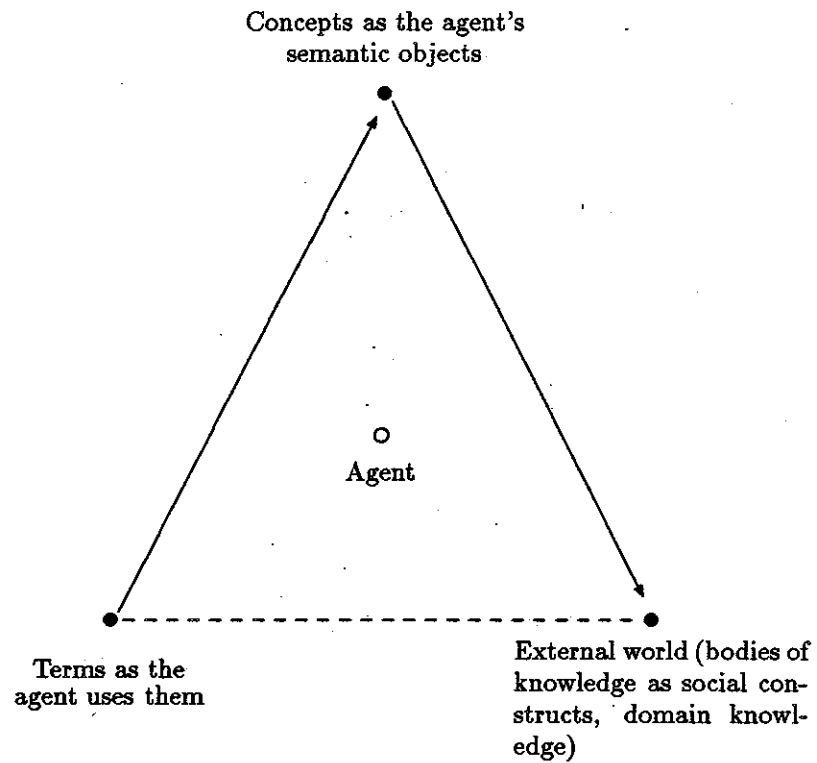 Concepts as the agent's
semantic objects
Agent
Terms as the
agent uses them
External world (bodies of
knowledge as social con-
structs, domain knowl-
edge)